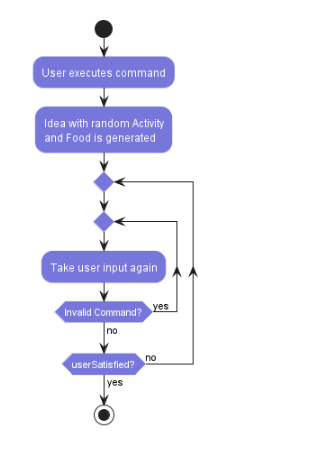 User executes command
Idea with random Activity
and Food is generated
Take user input again
Invalid Command?
yes
no
userSatisfied?
no
yes